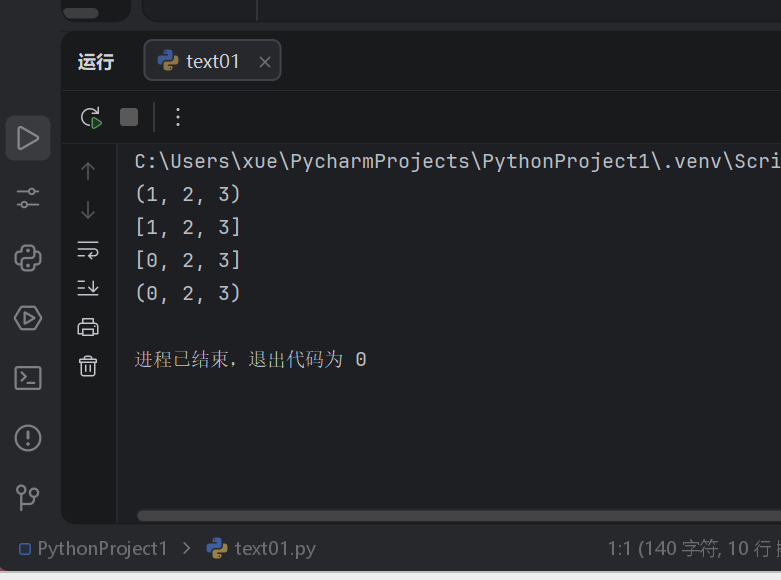 运行 text01
C:\Users\xue\PycharmProjects\PythonProject1\.venv\Scri
(1, 2, 3)
[1, 2, 3]
[0, 2, 3]
(0, 2, 3)
进程已结束，退出代码为 0
PythonProject1 > text01.py 1:1 (140 字符, 10 行